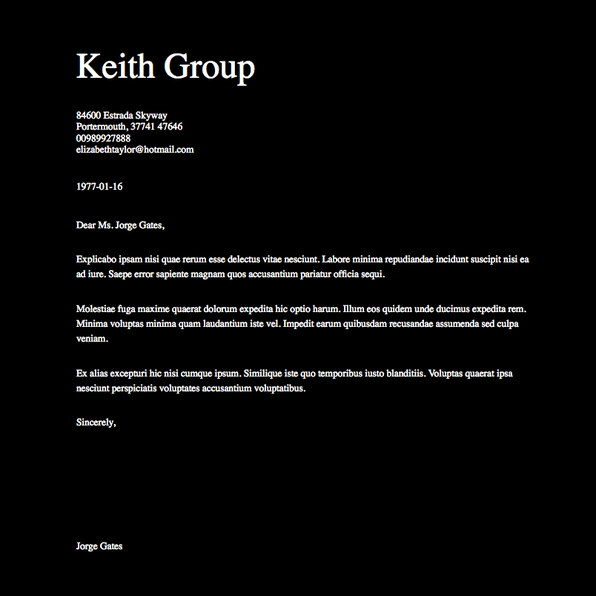 Keith Group
84600 Estrada Skyway
Portermouth, 37741 47646
00989927888
elizabethtaylor@hotmail.com
1977-01-16
Dear Ms. Jorge Gates,
Explicabo ipsam nisi quae rerum esse delectus vitae nesciunt. Labore minima repudiandae incidunt suscipit nisi ea
ad iure. Saepe error sapiente magnam quos accusantium pariatur officia sequi.
Molestiae fuga maxime quaerat dolorum expedita hic optio harum. Illum eos quidem unde ducimus expedita rem.
Minima voluptas minima quam laudantium iste vel. Impedit earum quibusdam recusandae assumenda sed culpa
veniam.
Ex alias excepturi hic nisi cumque ipsum. Similique iste quo temporibus iusto blanditiis. Voluptas quaerat ipsa
nesciunt perspiciatis voluptates accusantium voluptatibus.
Sincerely,
Jorge Gates